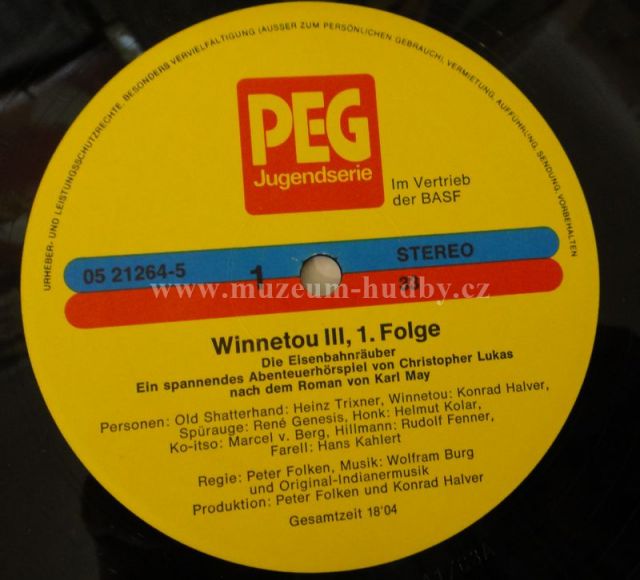 URHEBER- UND LEISTUNGSSCHUTZRECHTE, BESONDERS VERVIELFÄLTIGUNG (AUSSER ZUM PERSÖNLICHEN GEBRAUCH), VERMIETUNG, AUFFÜHRUNG, SENDUNG, VORBEHALTEN
PEG
Jugendserie
Im Vertrieb
der BASF
05 21264-5
1
STEREO
33
www.muzeum-hudby.cz
Winnetou III, 1. Folge
Die Eisenbahnräuber
Ein spannendes Abenteuerhörspiel von Christopher Lukas
nach dem Roman von Karl May
Personen: Old Shatterhand: Heinz Trixner, Winnetou: Konrad Halver,
Spürauge: René Genesis, Honk: Helmut Kolar,
Ko-itso: Marcel v. Berg, Hillmann: Rudolf Fenner,
Farell: Hans Kahlert
Regie: Peter Folken, Musik: Wolfram Burg
und Original-Indianermusik
Produktion: Peter Folken und Konrad Halver
Gesamtzeit 18'04